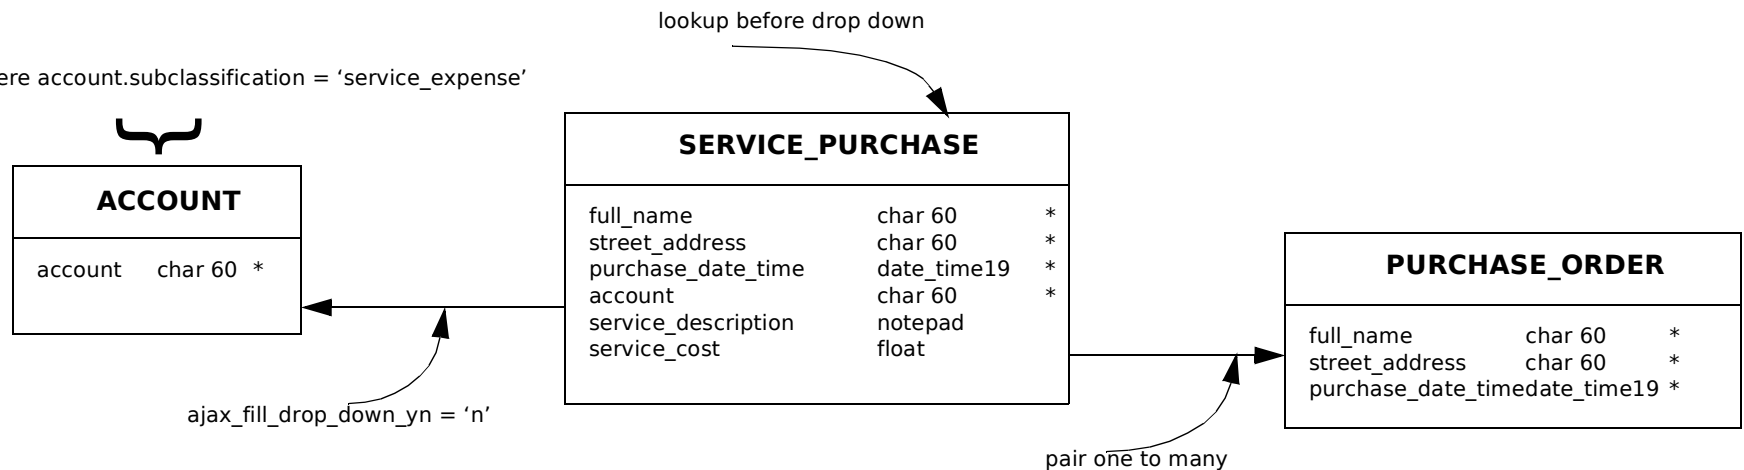 lookup before drop down
account.subclassification = ‘service_expense’
SERVICE_PURCHASE
full_name char 60 *
street_address char 60 *
purchase_date_time date_time19 *
account char 60 *
service_description notepad
service_cost float
ACCOUNT
account char 60 *
PURCHASE_ORDER
full_name char 60 *
street_address char 60 *
purchase_date_timedate_time19 *
ajax_fill_drop_down_yn = ‘n’
pair one to many